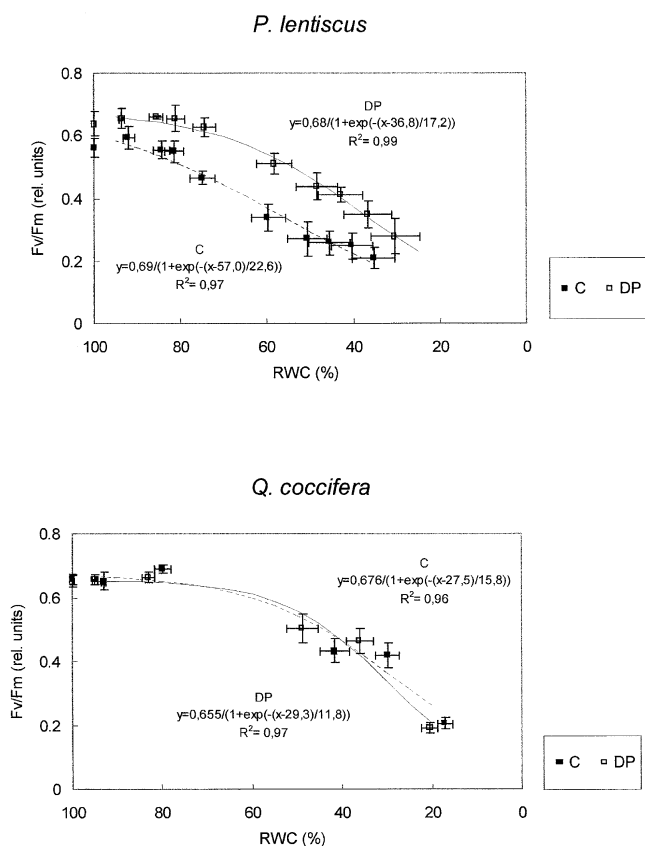 P. lentiscus
0.8
0.6
0.4
0.2
0
Fv/Fm (rel. units)
DP
y=0,68/(1+exp(-(x-36,8)/17,2))
R²= 0,99
C
y=0,69/(1+exp(-(x-57,0)/22,6))
R²= 0,97
C DP
100 80 60 40 20 0
RWC (%)
Q. coccifera
0.8
0.6
0.4
0.2
0
Fv/Fm (rel. units)
C
y=0,676/(1+exp(-(x-27,5)/15,8))
R²= 0,96
DP
y=0,655/(1+exp(-(x-29,3)/11,8))
R²= 0,97
C DP
100 80 60 40 20 0
RWC (%)